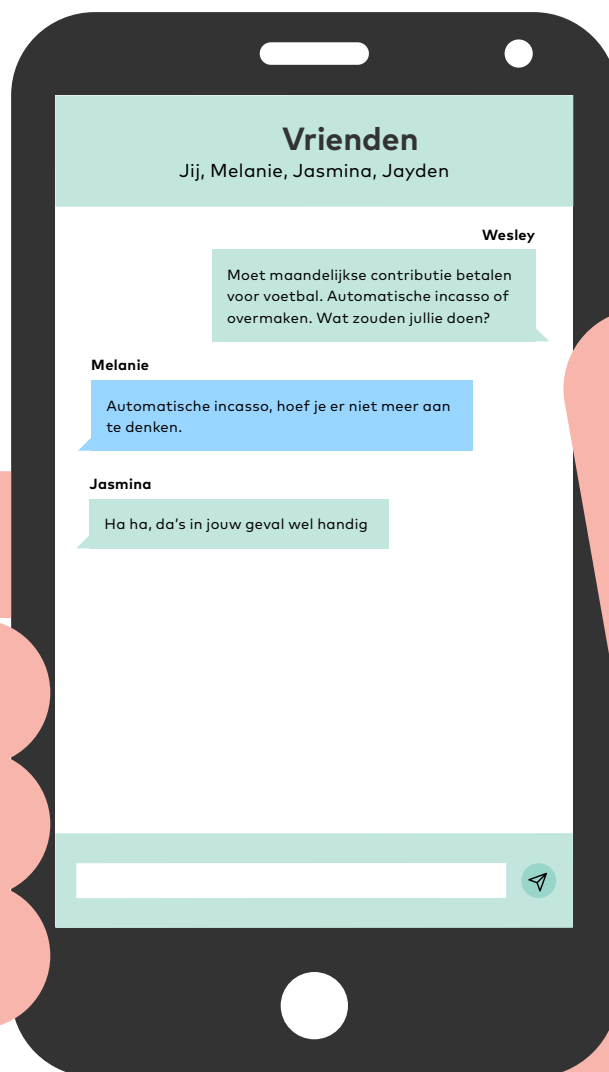 Vrienden
Jij, Melanie, Jasmina, Jayden
Wesley
Moet maandelijkse contributie betalen
voor voetbal. Automatische incasso of
overmaken. Wat zouden jullie doen?
Melanie
Automatische incasso, hoef je er niet meer aan
te denken.
Jasmina
Ha ha, da's in jouw geval wel handig